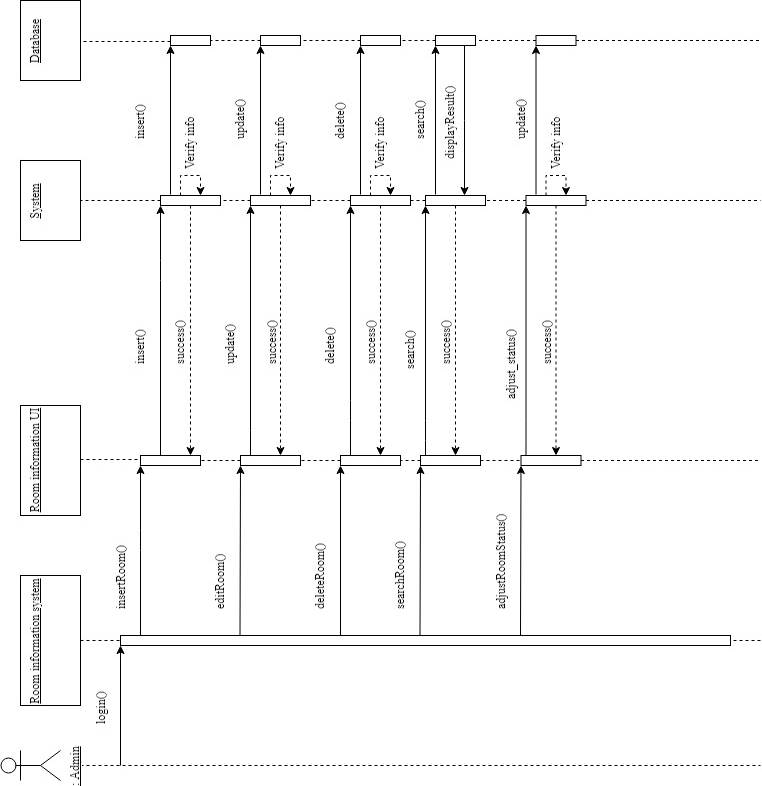 : Admin
Room information system
Room information UI
System
Database
login()
insertRoom()
insert()
insert()
Verify info
success()
editRoom()
update()
update()
Verify info
success()
deleteRoom()
delete()
delete()
Verify info
success()
searchRoom()
search()
search()
displayResult()
success()
adjustRoomStatus()
adjust_status()
update()
Verify info
success()